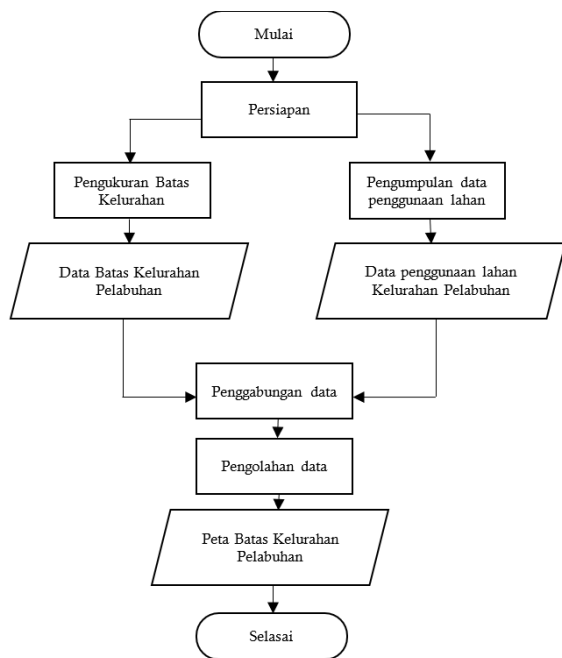 Mulai
Persiapan
Pengukuran Batas
Kelurahan
Pengumpulan data
penggunaan lahan
Data Batas Kelurahan
Pelabuhan
Data penggunaan lahan
Kelurahan Pelabuhan
Penggabungan data
Pengolahan data
Peta Batas Kelurahan
Pelabuhan
Selasai